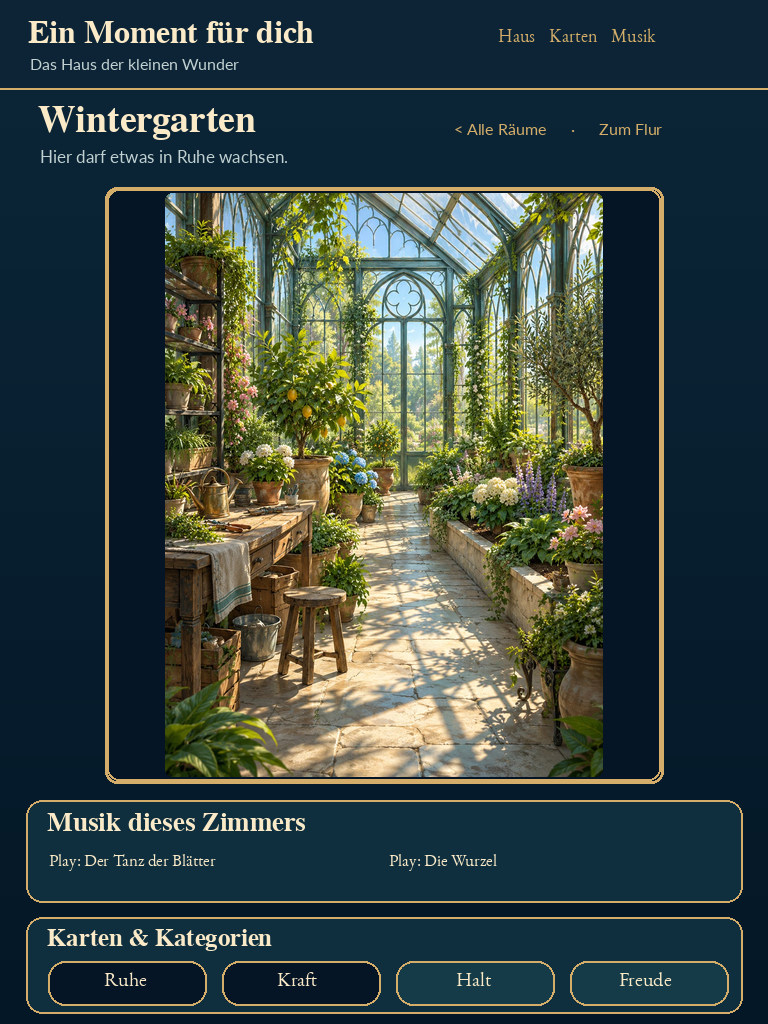 Ein Moment für dich
Haus Karten Musik
Das Haus der kleinen Wunder
Wintergarten
< Alle Räume · Zum Flur
Hier darf etwas in Ruhe wachsen.
Musik dieses Zimmers
Play: Der Tanz der Blätter
Play: Die Wurzel
Karten & Kategorien
Ruhe
Kraft
Halt
Freude